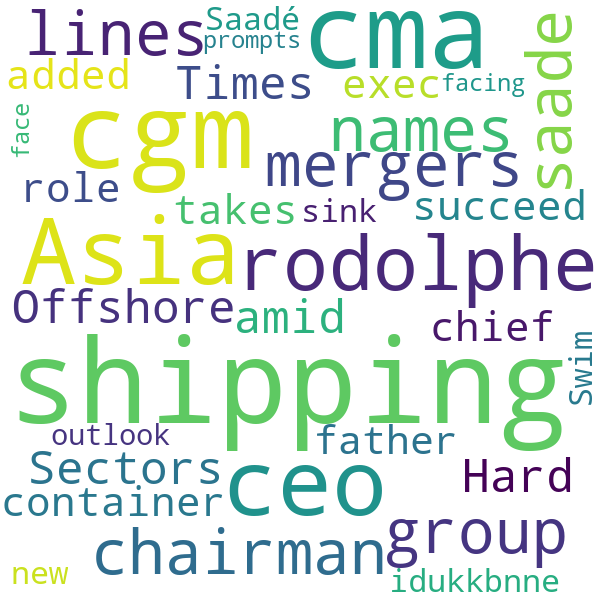 lines
Saadé
cma
prompts
saade
added
Times
exec
facing
face
cgm
names
mergers
role
takes
sink
succeed
Asia
rodolphe
Offshore
amid
chief
shipping
Swim
outlook
father
Sectors
ceo
Hard
container
group
chairman
new
idukkbnne